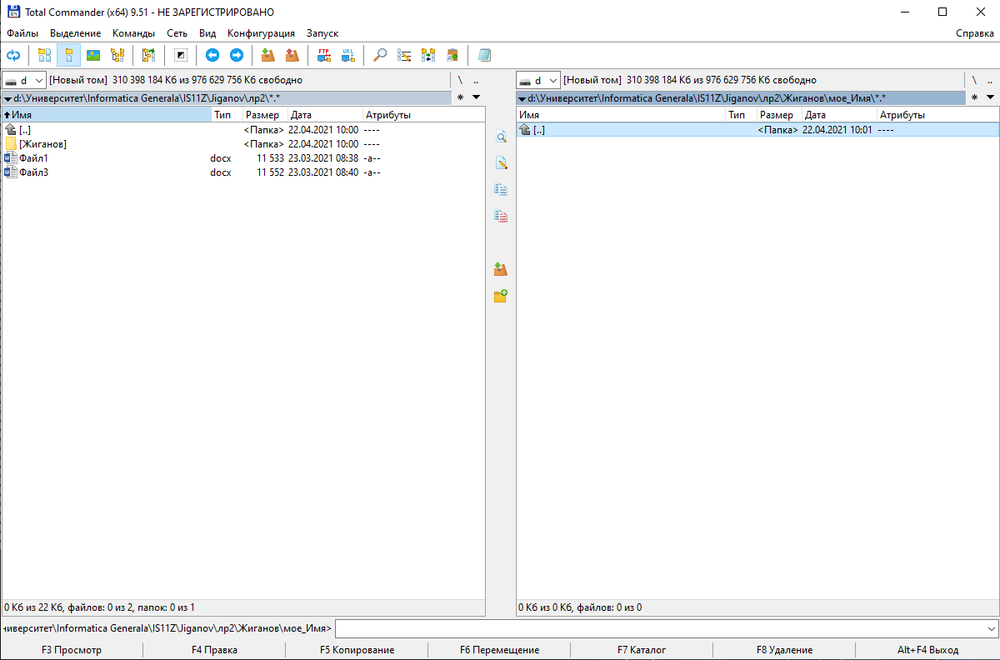 Total Commander (x64) 9.51 - НЕ ЗАРЕГИСТРИРОВАНО
Файлы Выделение Команды Сеть Вид Конфигурация Запуск Справка
FTP URL
d [Новый том] 310 398 184 Кб из 976 629 756 Кб свободно \ ..
d:\Университет\Informatica Generala\IS11Z\Jiganov\лр2\*.* *
Имя Тип Размер Дата Атрибуты
[..] <Папка> 22.04.2021 10:00 ----
[Жиганов] <Папка> 22.04.2021 10:00 ----
Файл1 docx 11 533 23.03.2021 08:38 -a--
Файл3 docx 11 552 23.03.2021 08:40 -a--
0 Кб из 22 Кб, файлов: 0 из 2, папок: 0 из 1
d [Новый том] 310 398 184 Кб из 976 629 756 Кб свободно \ ..
d:\Университет\Informatica Generala\IS11Z\Jiganov\лр2\Жиганов\мое_Имя\*.* *
Имя Тип Размер Дата Атрибуты
[..] <Папка> 22.04.2021 10:01 ----
0 Кб из 0 Кб, файлов: 0 из 0
ниверситет\Informatica Generala\IS11Z\Jiganov\лр2\Жиганов\мое_Имя>
F3 Просмотр F4 Правка F5 Копирование F6 Перемещение F7 Каталог F8 Удаление Alt+F4 Выход